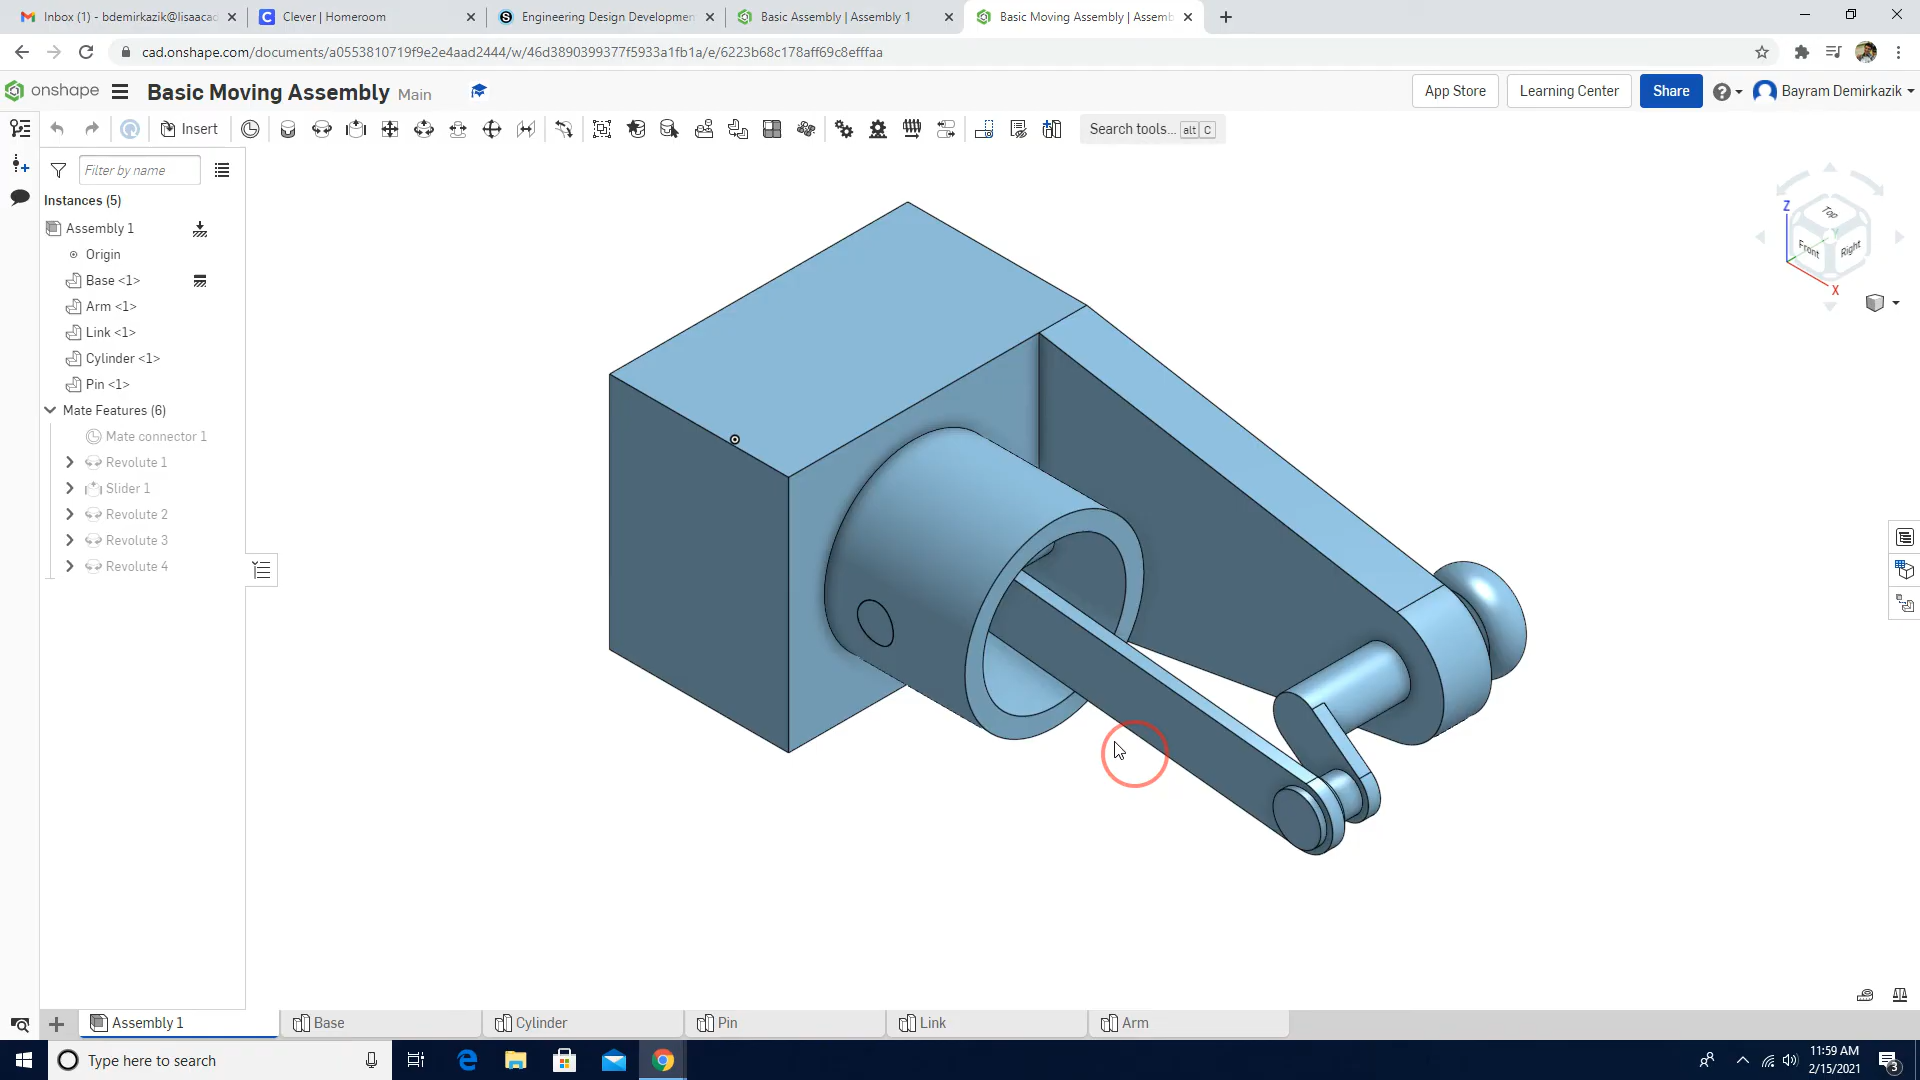 Inbox (1) - bdemirkazik@lisaaca
Clever | Homeroom
Engineering Design Developmen
Basic Assembly | Assembly 1
Basic Moving Assembly | Assemb
cad.onshape.com/documents/a0553810719f9e2e4aad2444/w/46d3890399377f5933a1fb1a/e/6223b68c178aff69c8efffaa
onshape
Basic Moving Assembly Main
App Store
Learning Center
Share
Bayram Demirkazik
Insert
Search tools... alt C
Filter by name
Instances (5)
Assembly 1
Origin
Base <1>
Arm <1>
Link <1>
Cylinder <1>
Pin <1>
Mate Features (6)
Mate connector 1
Revolute 1
Slider 1
Revolute 2
Revolute 3
Revolute 4
Z
Top
Front
Right
X
Assembly 1
Base
Cylinder
Pin
Link
Arm
Type here to search
11:59 AM
2/15/2021
3